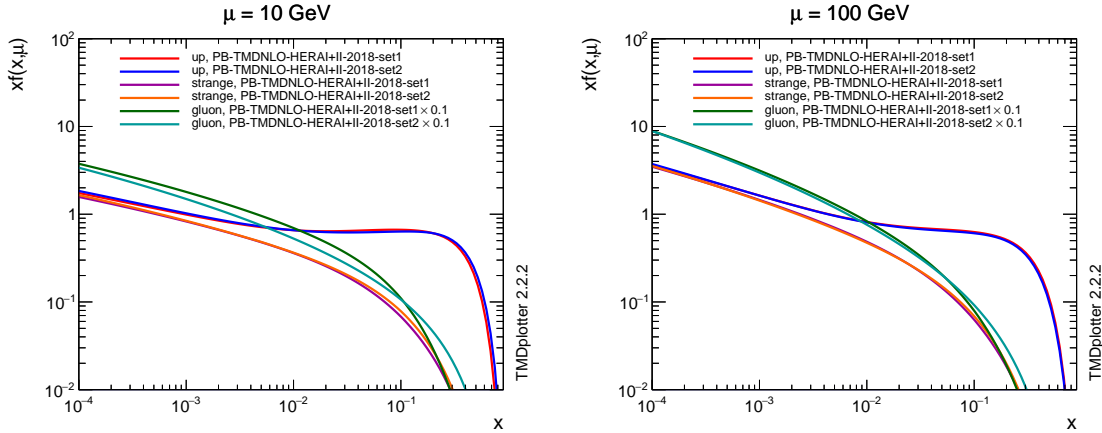 μ = 10 GeV
xf(x,μ)
10²
10
1
10⁻¹
10⁻²
up, PB-TMDNLO-HERAI+II-2018-set1
up, PB-TMDNLO-HERAI+II-2018-set2
strange, PB-TMDNLO-HERAI+II-2018-set1
strange, PB-TMDNLO-HERAI+II-2018-set2
gluon, PB-TMDNLO-HERAI+II-2018-set1 × 0.1
gluon, PB-TMDNLO-HERAI+II-2018-set2 × 0.1
10⁻⁴ 10⁻³ 10⁻² 10⁻¹
x
TMDplotter 2.2.2
μ = 100 GeV
xf(x,μ)
10²
10
1
10⁻¹
10⁻²
up, PB-TMDNLO-HERAI+II-2018-set1
up, PB-TMDNLO-HERAI+II-2018-set2
strange, PB-TMDNLO-HERAI+II-2018-set1
strange, PB-TMDNLO-HERAI+II-2018-set2
gluon, PB-TMDNLO-HERAI+II-2018-set1 × 0.1
gluon, PB-TMDNLO-HERAI+II-2018-set2 × 0.1
10⁻⁴ 10⁻³ 10⁻² 10⁻¹
x
TMDplotter 2.2.2